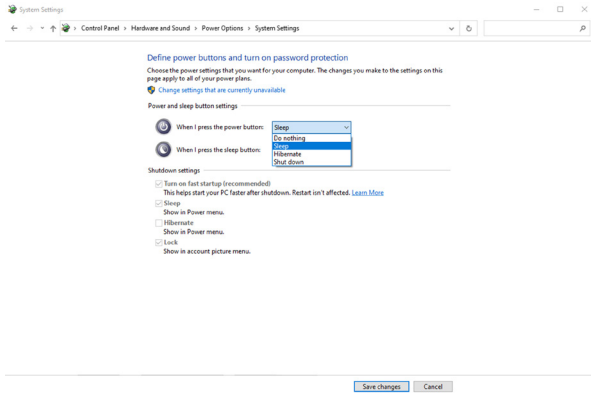 System Settings
Control Panel > Hardware and Sound > Power Options > System Settings
Define power buttons and turn on password protection
Choose the power settings that you want for your computer. The changes you make to the settings on this
page apply to all of your power plans.
Change settings that are currently unavailable
Power and sleep button settings
When I press the power button:
Sleep
Do nothing
Sleep
Hibernate
Shut down
When I press the sleep button:
Shutdown settings
Turn on fast startup (recommended)
This helps start your PC faster after shutdown. Restart isn't affected. Learn More
Sleep
Show in Power menu.
Hibernate
Show in Power menu.
Lock
Show in account picture menu.
Save changes
Cancel